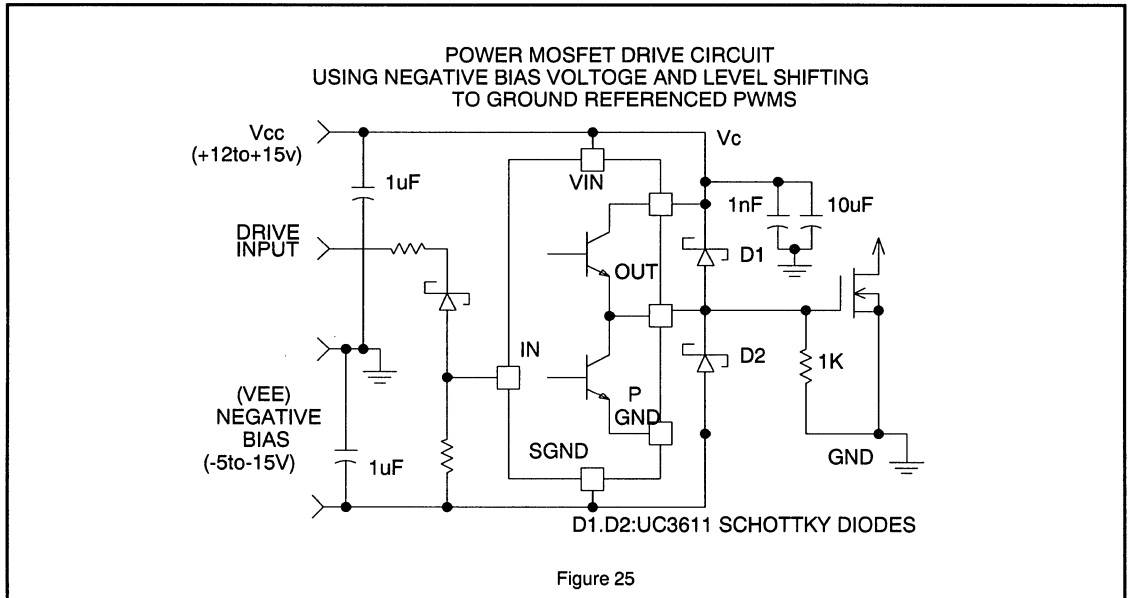 POWER MOSFET DRIVE CIRCUIT
USING NEGATIVE BIAS VOLTOGE AND LEVEL SHIFTING
TO GROUND REFERENCED PWMS
Vcc
(+12to+15v)
Vc
1uF
VIN
1nF
10uF
DRIVE
INPUT
D1
OUT
IN
D2
1K
(VEE)
NEGATIVE
BIAS
(-5to-15V)
P
GND
1uF
SGND
GND
D1.D2:UC3611 SCHOTTKY DIODES
Figure 25